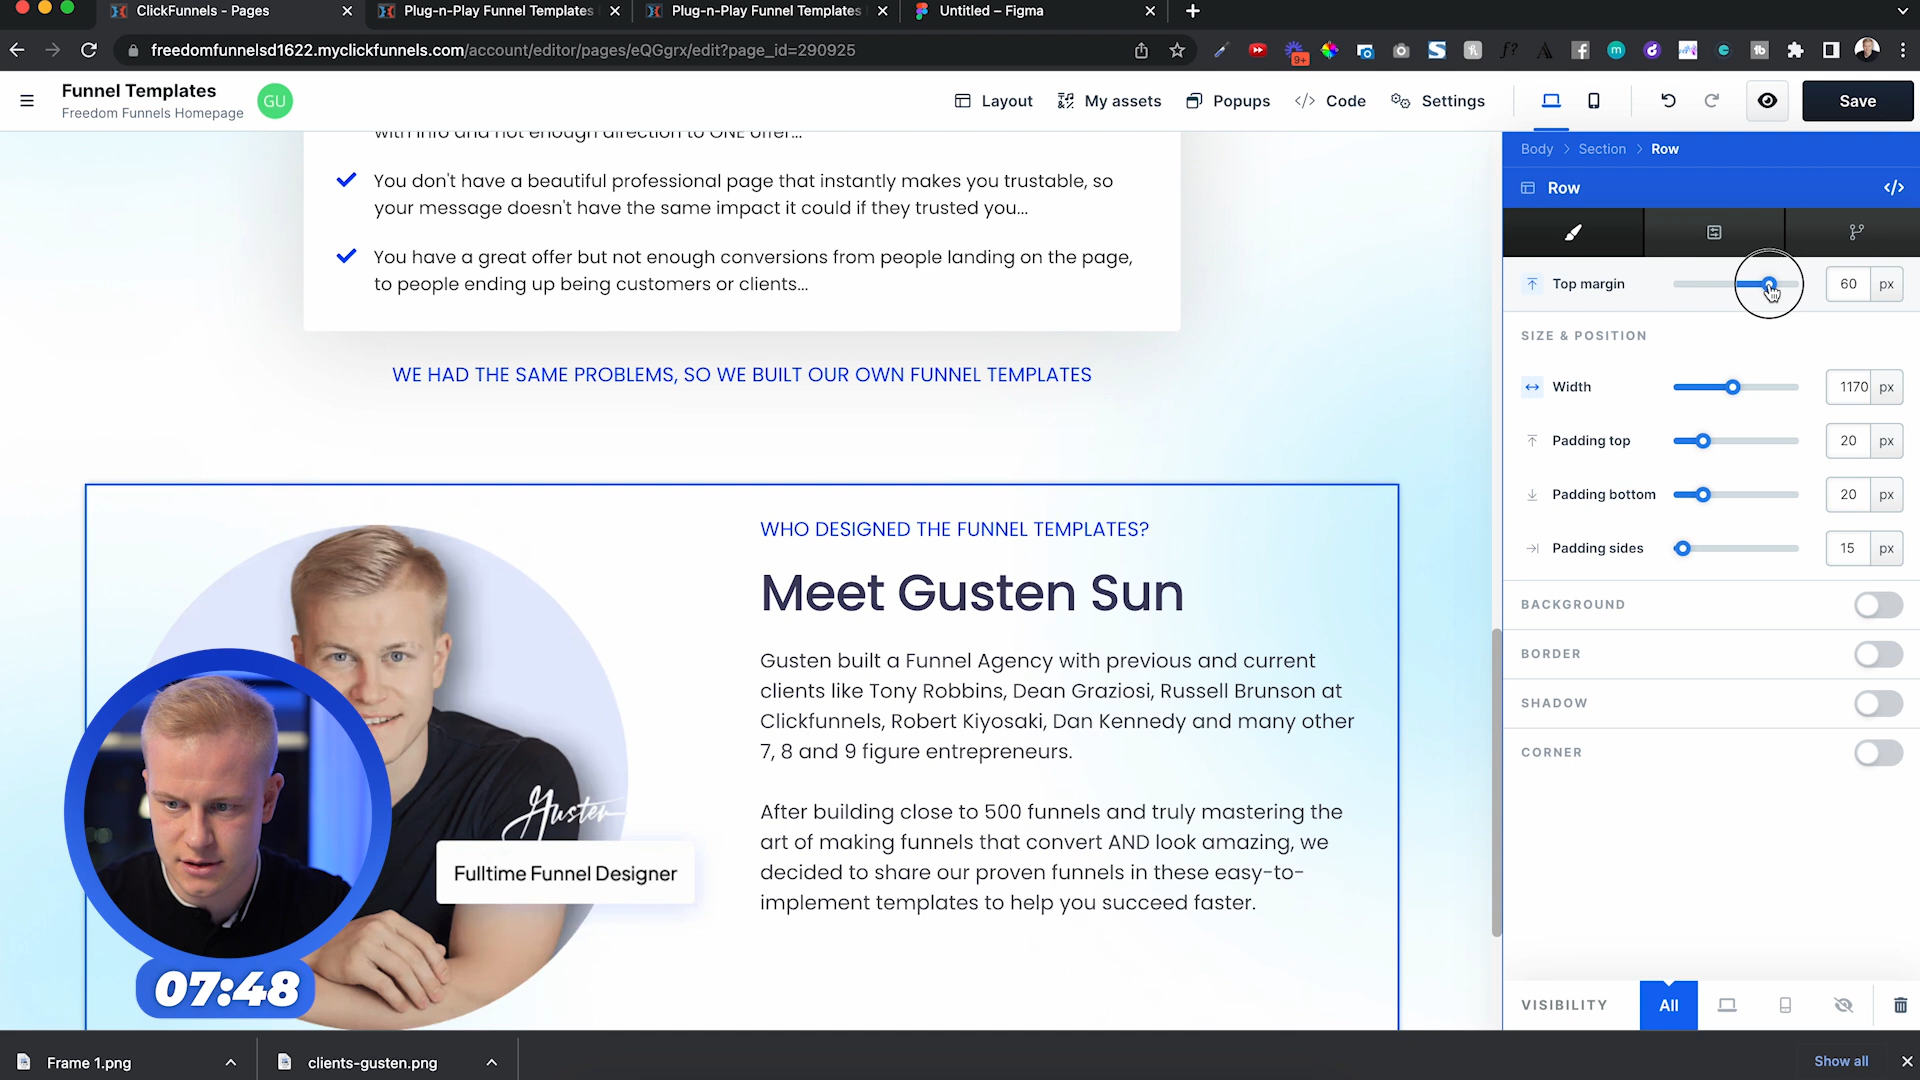 ClickFunnels - Pages
Plug-n-Play Funnel Templates
Plug-n-Play Funnel Templates
Untitled – Figma
freedomfunnelsd1622.myclickfunnels.com/account/editor/pages/eQGgrx/edit?page_id=290925
9+
Funnel Templates
Freedom Funnels Homepage
GU
Layout
My assets
Popups
Code
Settings
Save
with info and not enough direction to ONE offer...
You don't have a beautiful professional page that instantly makes you trustable, so
your message doesn't have the same impact it could if they trusted you...
You have a great offer but not enough conversions from people landing on the page,
to people ending up being customers or clients...
WE HAD THE SAME PROBLEMS, SO WE BUILT OUR OWN FUNNEL TEMPLATES
WHO DESIGNED THE FUNNEL TEMPLATES?
Meet Gusten Sun
Gusten built a Funnel Agency with previous and current
clients like Tony Robbins, Dean Graziosi, Russell Brunson at
Clickfunnels, Robert Kiyosaki, Dan Kennedy and many other
7, 8 and 9 figure entrepreneurs.
After building close to 500 funnels and truly mastering the
art of making funnels that convert AND look amazing, we
decided to share our proven funnels in these easy-to-
implement templates to help you succeed faster.
Gusten
Fulltime Funnel Designer
07:48
Body > Section > Row
Row
Top margin 60 px
SIZE & POSITION
Width 1170 px
Padding top 20 px
Padding bottom 20 px
Padding sides 15 px
BACKGROUND
BORDER
SHADOW
CORNER
VISIBILITY All
Frame 1.png
clients-gusten.png
Show all